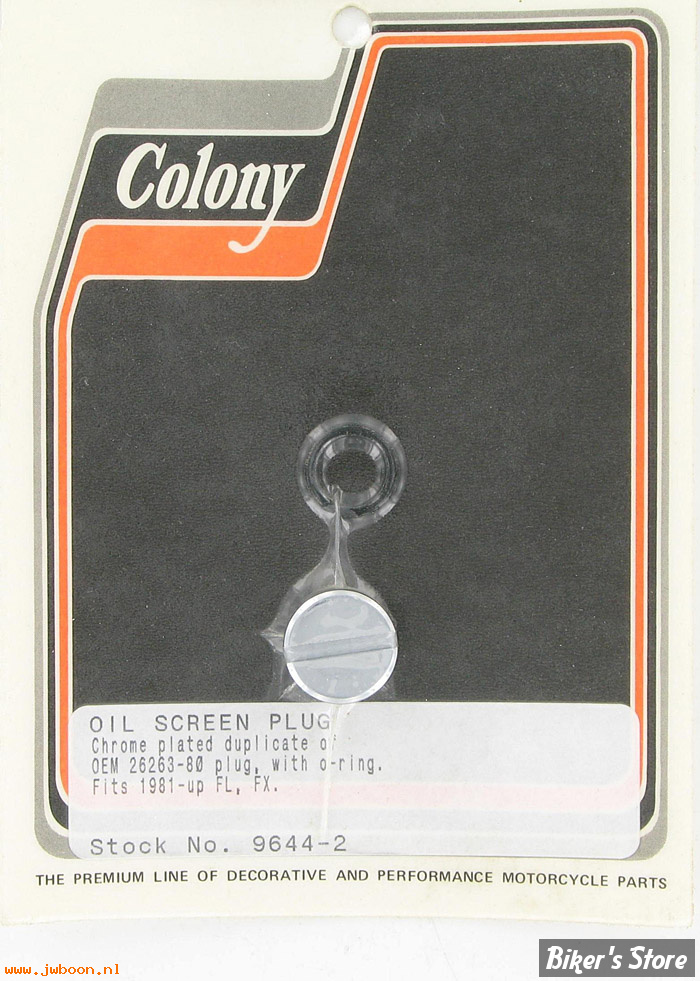 Colony
OIL SCREEN PLUG
Chrome plated duplicate o
OEM 26263-80 plug, with o-ring.
Fits 1981-up FL, FX.
Stock No. 9644-2
THE PREMIUM LINE OF DECORATIVE AND PERFORMANCE MOTORCYCLE PARTS
www.jwboon.nl
Biker's Store